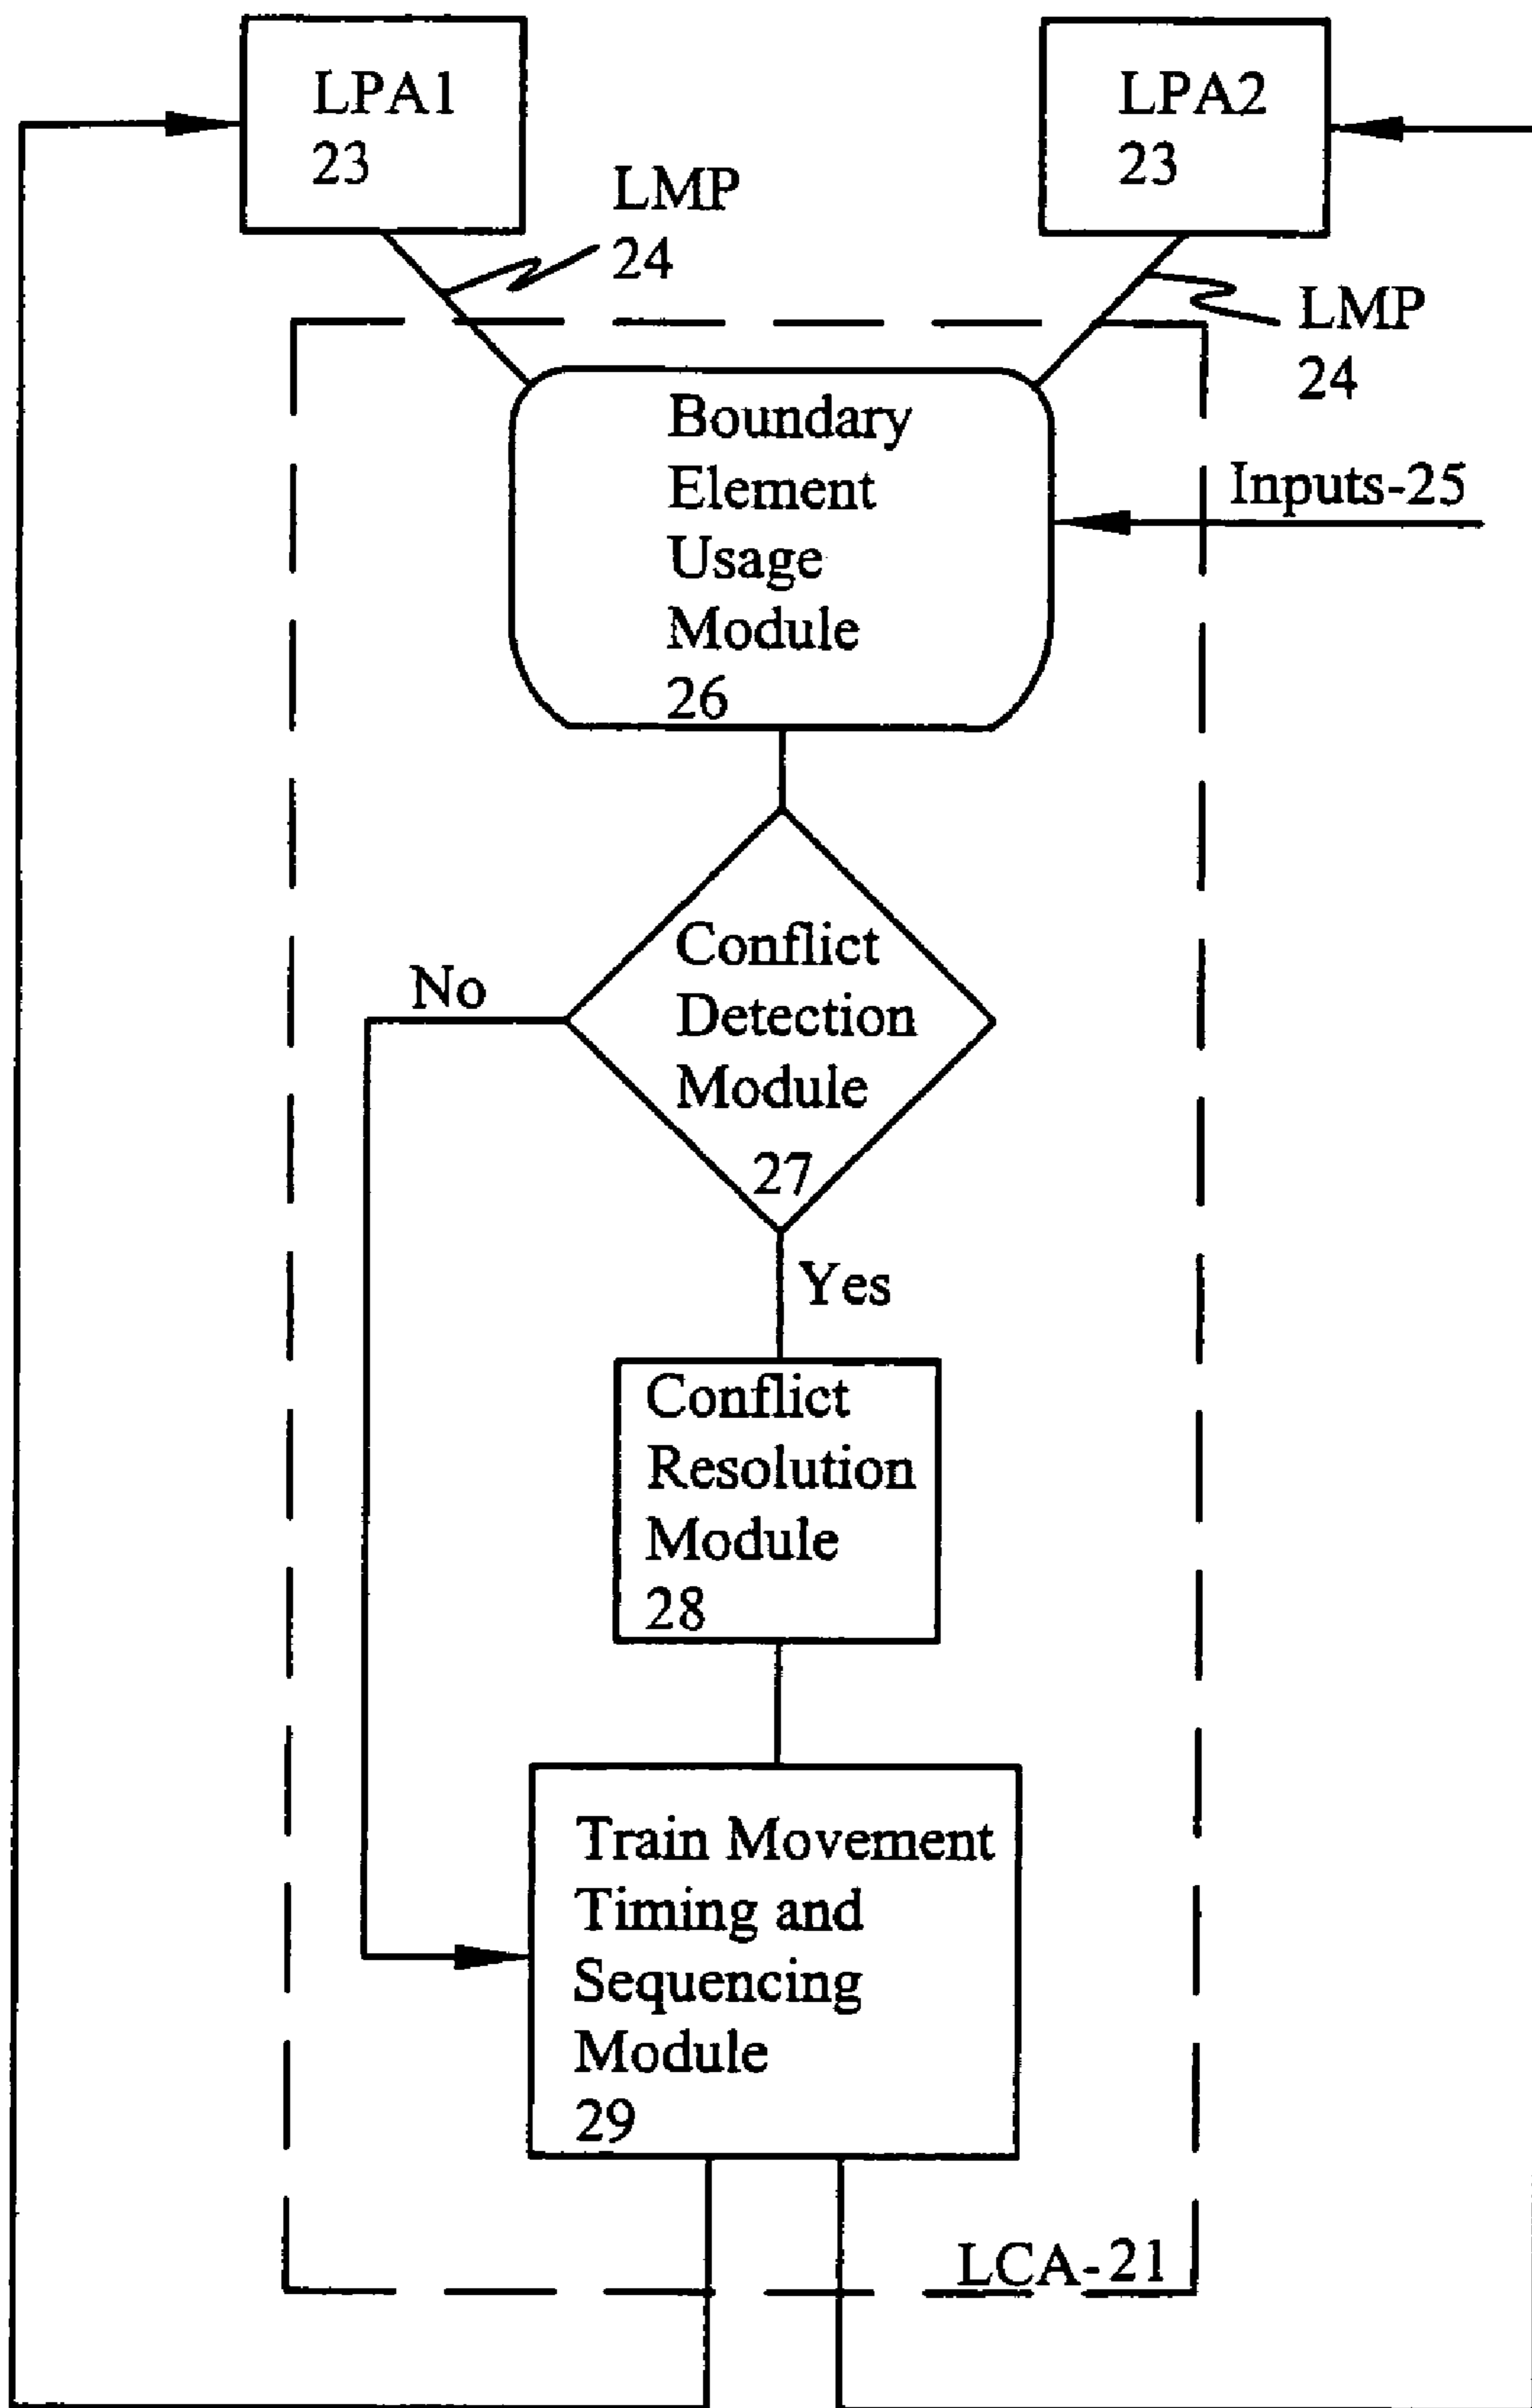 LPA1
23
LPA2
23
LMP
24
LMP
24
Boundary
Element
Usage
Module
26
Inputs-25
Conflict
Detection
Module
27
No
Yes
Conflict
Resolution
Module
28
Train Movement
Timing and
Sequencing
Module
29
LCA-21